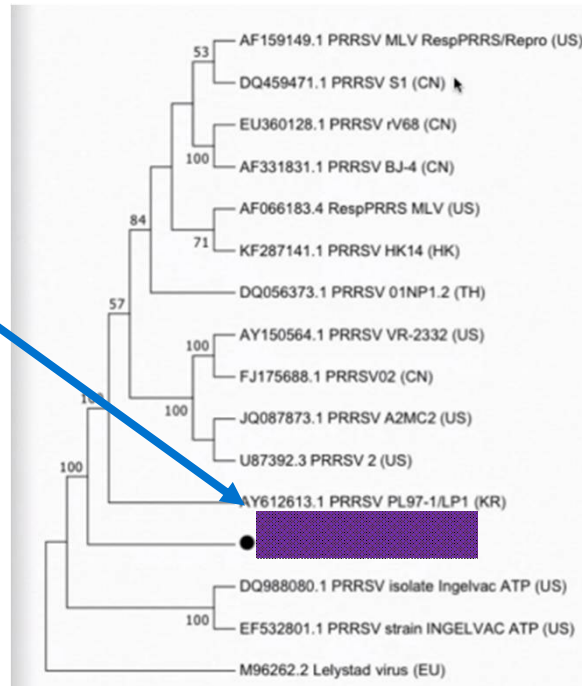 AF159149.1 PRRSV MLV RespPRRS/Repro (US)
53
DQ459471.1 PRRSV S1 (CN)
EU360128.1 PRRSV rV68 (CN)
100
AF331831.1 PRRSV BJ-4 (CN)
AF066183.4 RespPRRS MLV (US)
84
71
KF287141.1 PRRSV HK14 (HK)
DQ056373.1 PRRSV 01NP1.2 (TH)
57
AY150564.1 PRRSV VR-2332 (US)
100
FJ175688.1 PRRSV02 (CN)
100
100
JQ087873.1 PRRSV A2MC2 (US)
U87392.3 PRRSV 2 (US)
100
AY612613.1 PRRSV PL97-1/LP1 (KR)
DQ988080.1 PRRSV isolate Ingelvac ATP (US)
100
EF532801.1 PRRSV strain INGELVAC ATP (US)
M96262.2 Lelystad virus (EU)